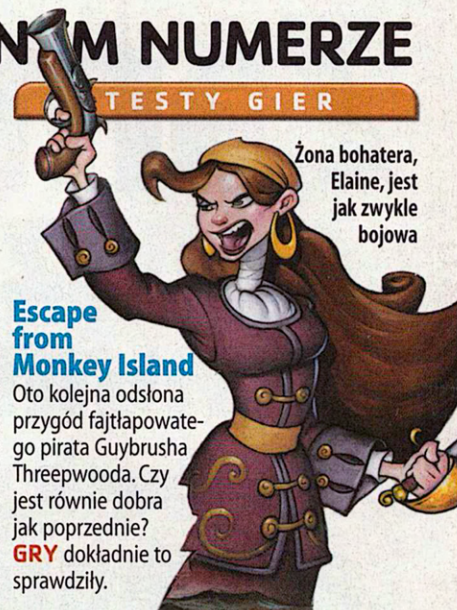 NYM NUMERZE
TESTY GIER
Żona bohatera,
Elaine, jest
jak zwykle
bojowa
Escape
from
Monkey Island
Oto kolejna odsłona
przygód fajtłapowate-
go pirata Guybrusha
Threepwooda. Czy
jest równie dobra
jak poprzednie?
GRY dokładnie to
sprawdziły.